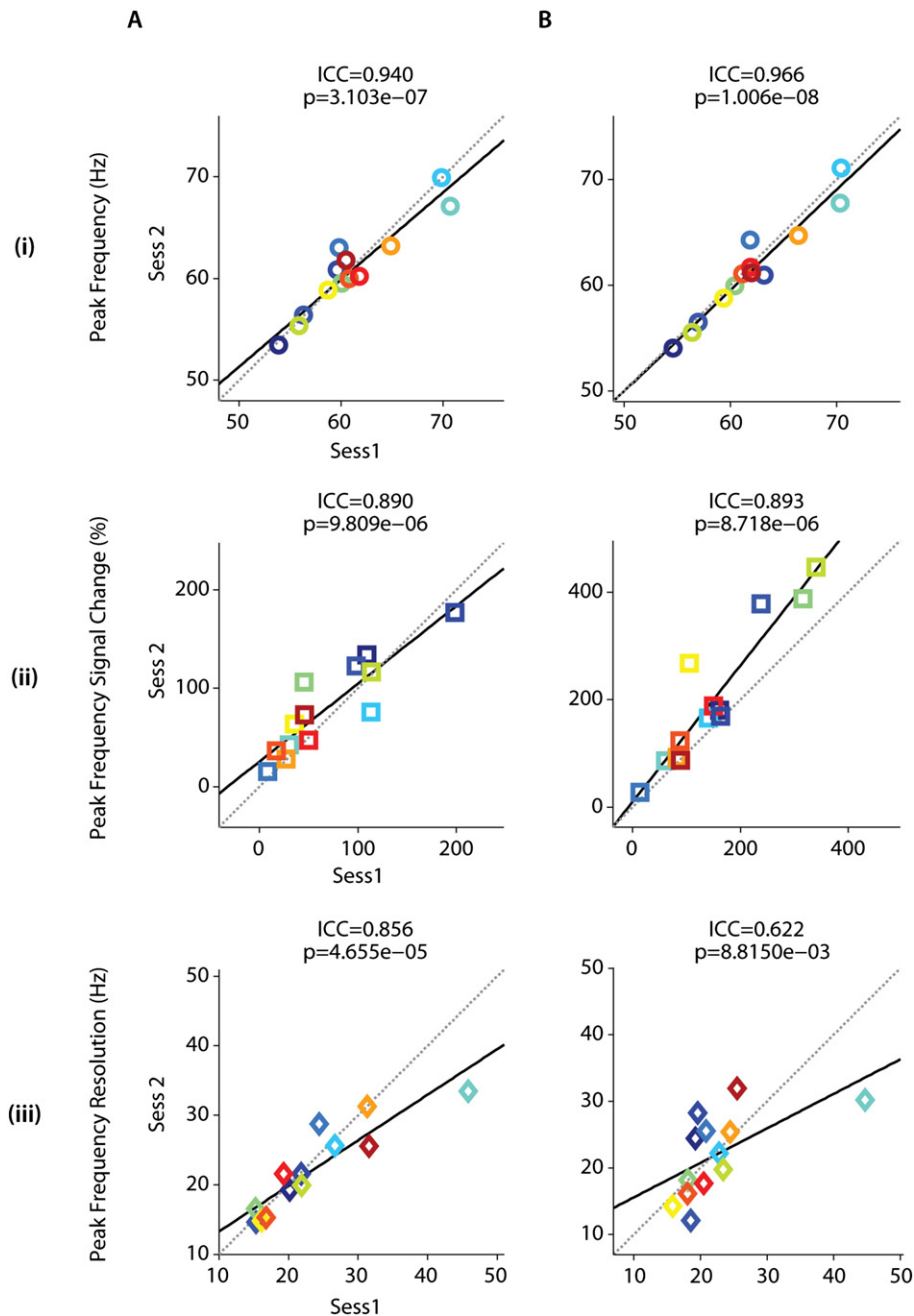 A
B
(i)
Peak Frequency (Hz)
ICC=0.940
p=3.103e−07
Sess 2
70
60
50
50
60
70
Sess1
ICC=0.966
p=1.006e−08
70
60
50
50
60
70
(ii)
Peak Frequency Signal Change (%)
ICC=0.890
p=9.809e−06
Sess 2
200
100
0
0
100
200
Sess1
ICC=0.893
p=8.718e−06
400
200
0
0
200
400
(iii)
Peak Frequency Resolution (Hz)
ICC=0.856
p=4.655e−05
Sess 2
50
40
30
20
10
10
20
30
40
50
Sess1
ICC=0.622
p=8.8150e−03
50
40
30
20
10
10
20
30
40
50